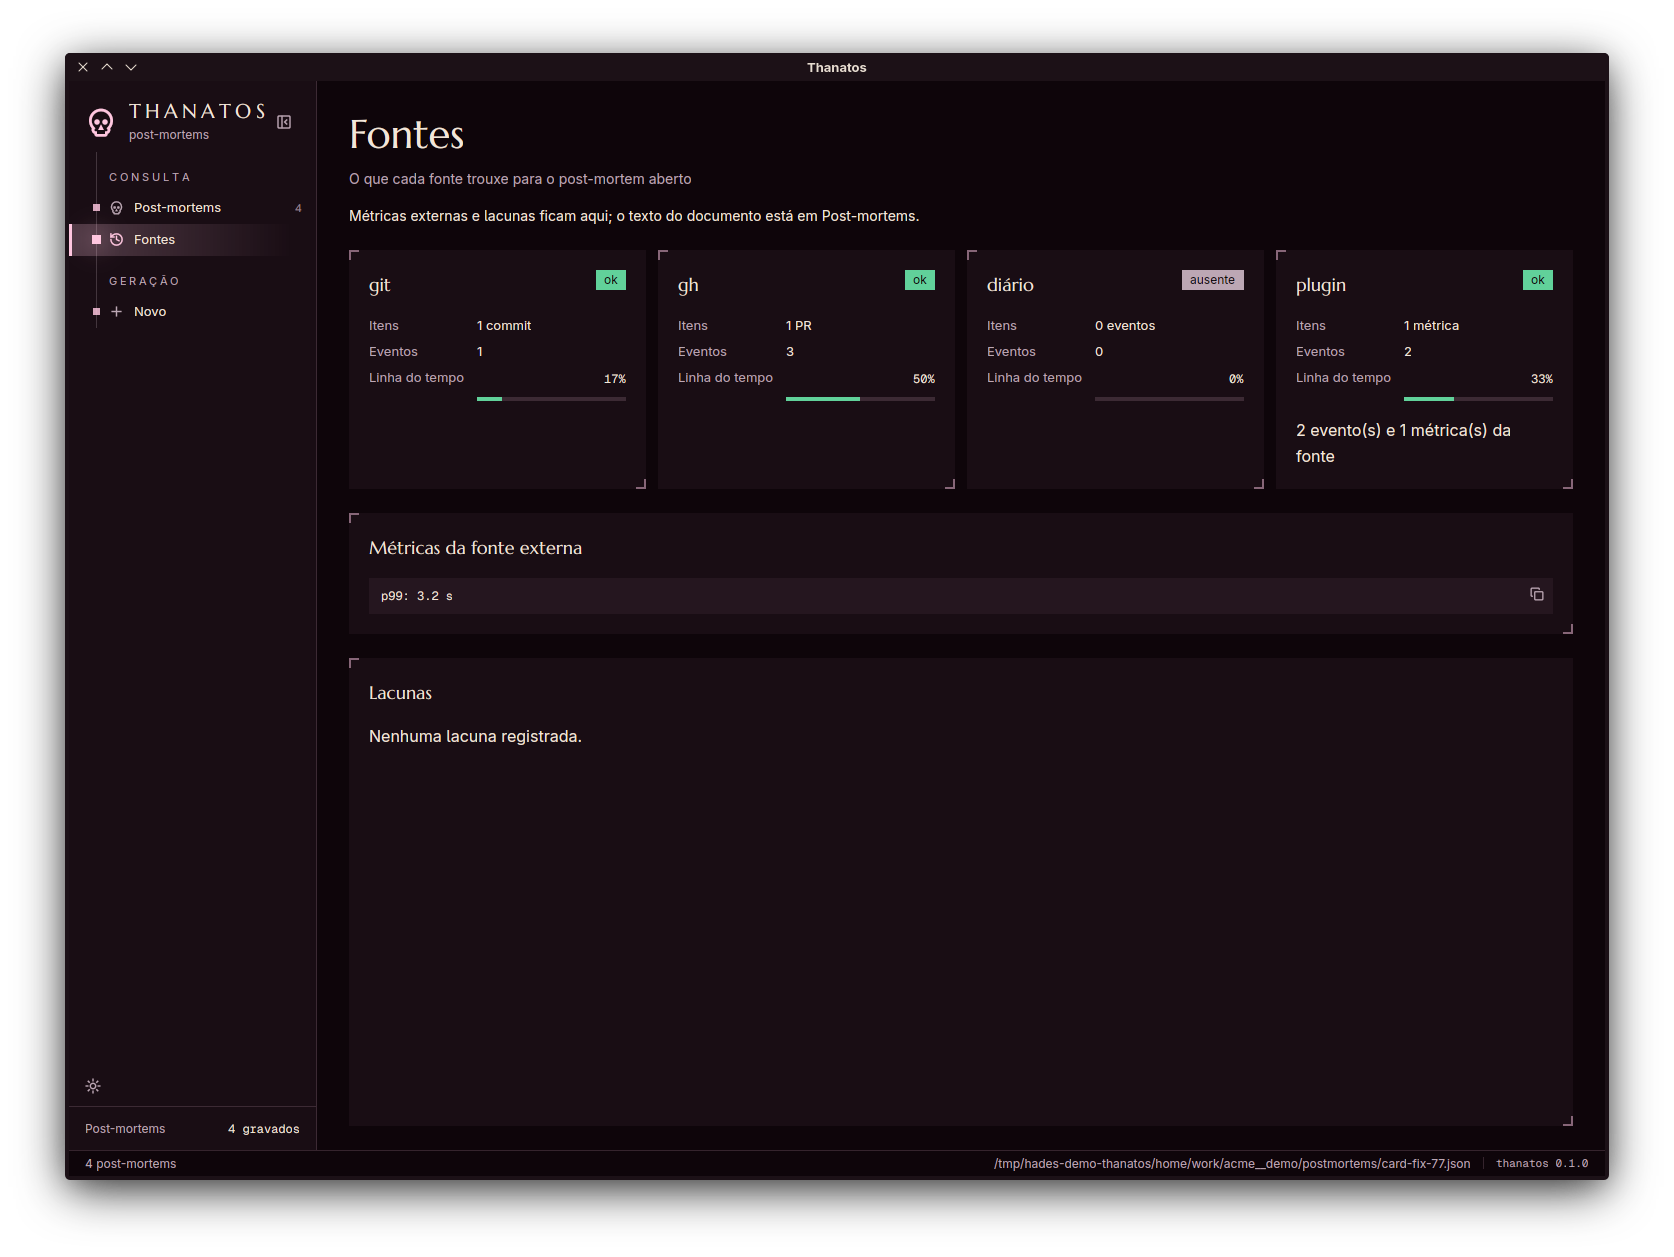 Thanatos
THANATOS
post-mortems
CONSULTA
Post-mortems 4
Fontes
GERAÇÃO
Novo
Post-mortems 4 gravados
Fontes
O que cada fonte trouxe para o post-mortem aberto
Métricas externas e lacunas ficam aqui; o texto do documento está em Post-mortems.
git ok
Itens 1 commit
Eventos 1
Linha do tempo 17%
gh ok
Itens 1 PR
Eventos 3
Linha do tempo 50%
diário ausente
Itens 0 eventos
Eventos 0
Linha do tempo 0%
plugin ok
Itens 1 métrica
Eventos 2
Linha do tempo 33%
2 evento(s) e 1 métrica(s) da
fonte
Métricas da fonte externa
p99: 3.2 s
Lacunas
Nenhuma lacuna registrada.
4 post-mortems
/tmp/hades-demo-thanatos/home/work/acme__demo/postmortems/card-fix-77.json
thanatos 0.1.0